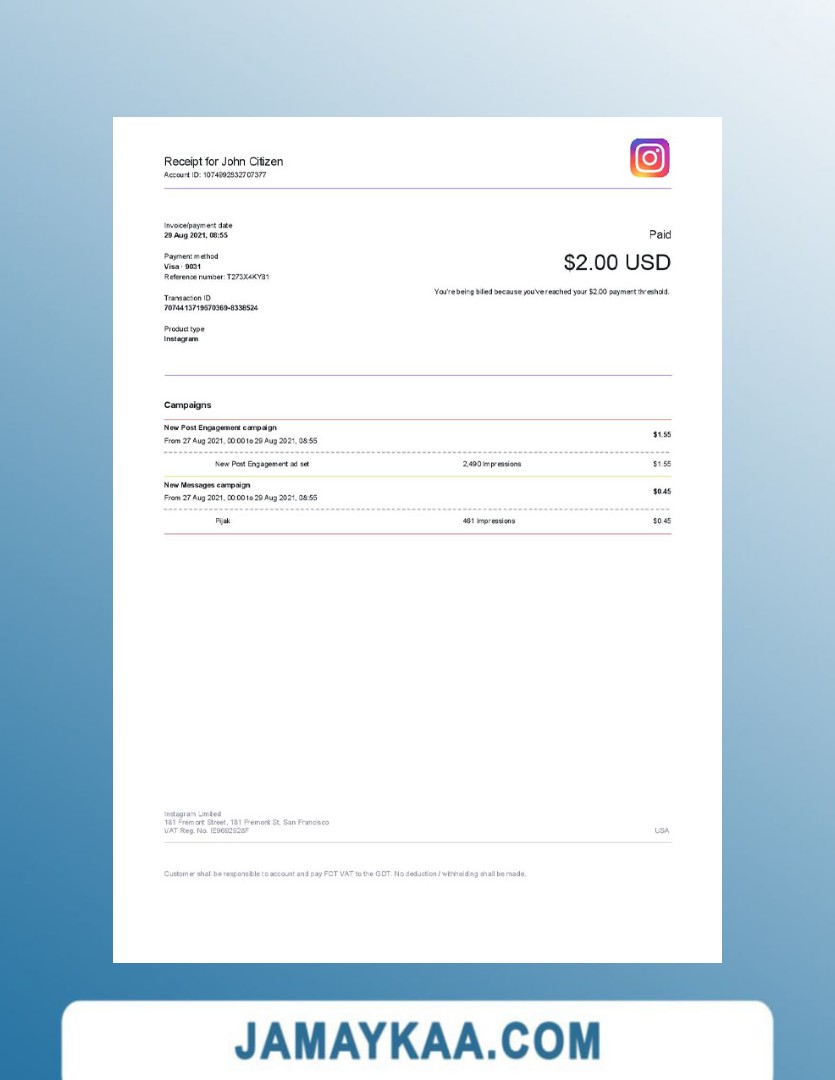 Receipt for John Citizen
Account ID: 1074992832707377
Invoice/payment date
29 Aug 2021, 08:55
Paid
Payment method
$2.00 USD
Visa · 9031
Reference number: T273X4KY81
You're being billed because you've reached your $2.00 payment threshold.
Transaction ID
7074413719670369-8338524
Product type
Instagram
Campaigns
New Post Engagement campaign
$1.55
From 27 Aug 2021, 00:00 to 29 Aug 2021, 08:55
New Post Engagement ad set 2,490 Impressions $1.55
New Messages campaign
$0.45
From 27 Aug 2021, 00:00 to 29 Aug 2021, 08:55
Pijak 461 Impressions $0.45
Instagram Limited
181 Fremont Street, 181 Fremont St. San Francisco
VAT Reg. No. IE9692928F USA
Customer shall be responsible to account and pay FCT VAT to the GDT. No deduction / withholding shall be made.
JAMAYKAA.COM